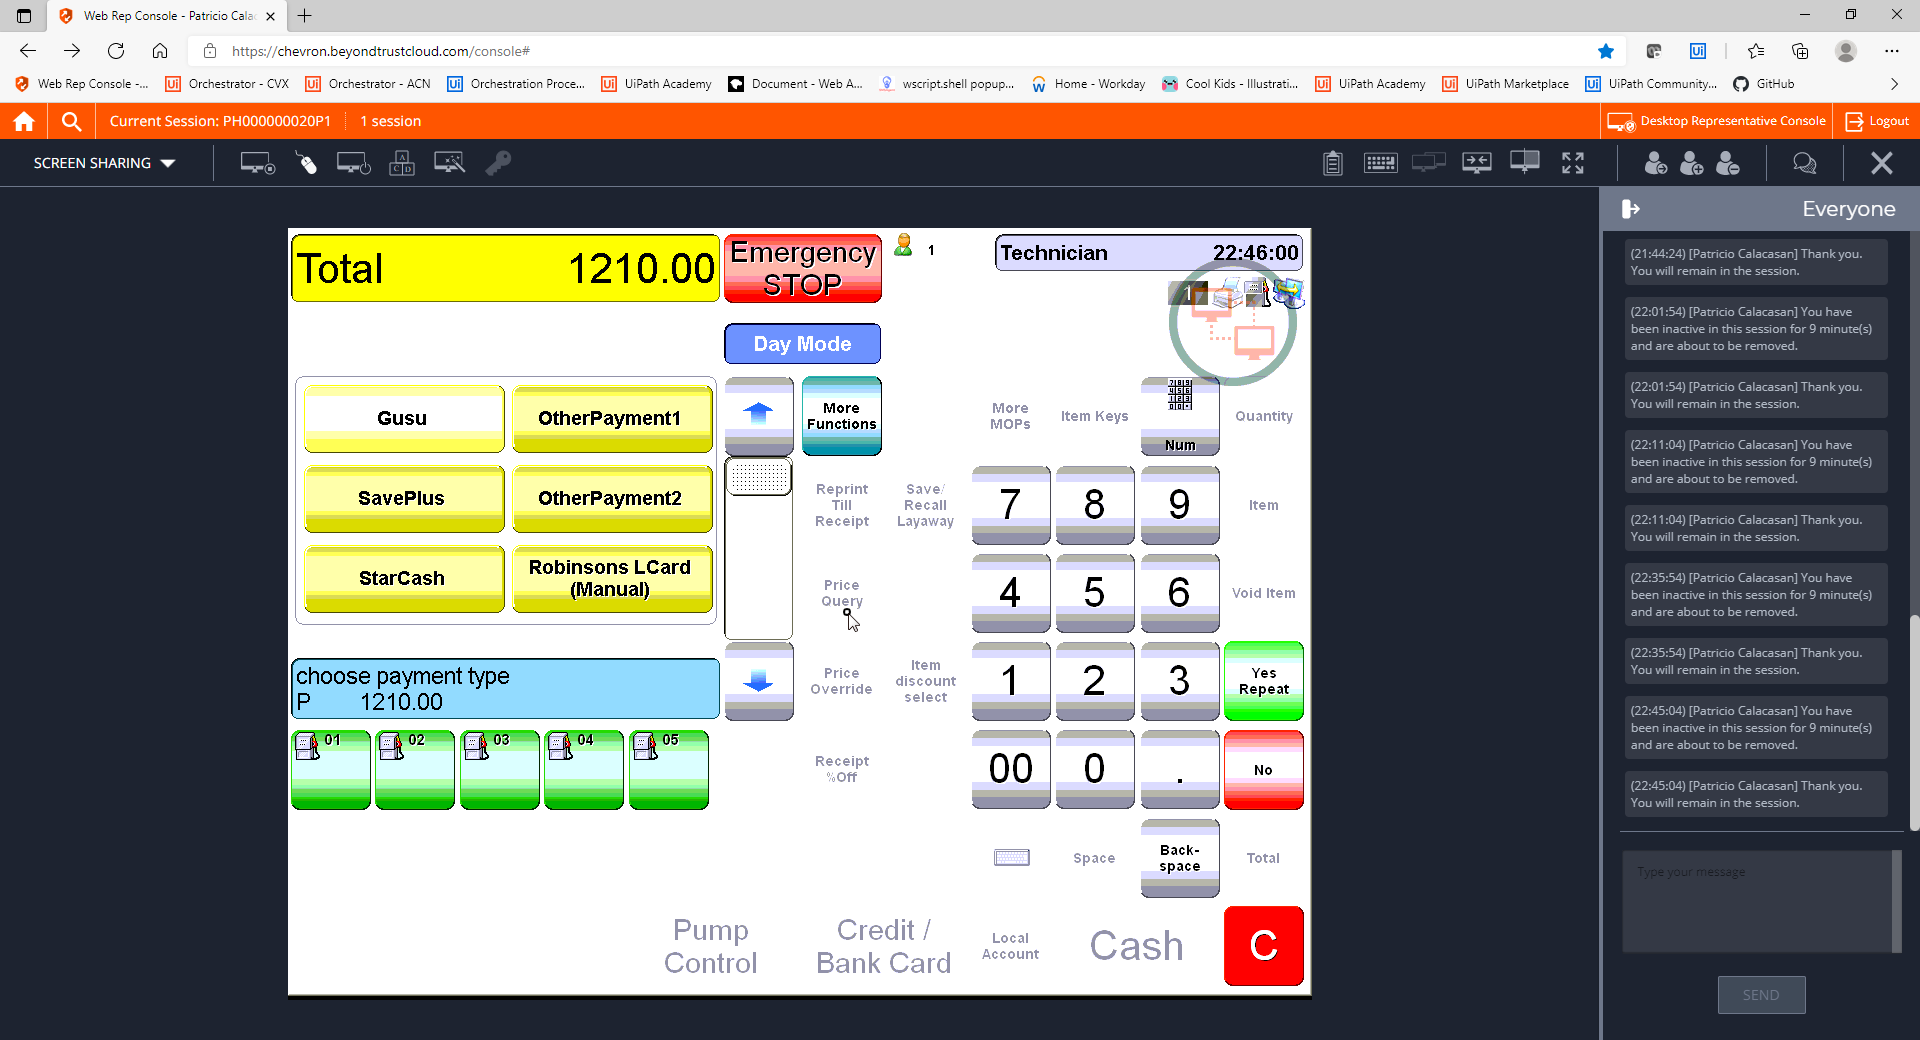 Web Rep Console - Patricio Cala
https://chevron.beyondtrustcloud.com/console#
Web Rep Console -...
Orchestrator - CVX
Orchestrator - ACN
Orchestration Proce...
UiPath Academy
Document - Web A...
wscript.shell popup...
Home - Workday
Cool Kids - Illustrati...
UiPath Academy
UiPath Marketplace
UiPath Community...
GitHub
Current Session: PH000000020P1
1 session
Desktop Representative Console
Logout
SCREEN SHARING
Everyone
Total 1210.00
Emergency
STOP
1
Technician 22:46:00
1
Day Mode
Gusu
OtherPayment1
SavePlus
OtherPayment2
StarCash
Robinsons LCard
(Manual)
More
Functions
More
MOPs
Item Keys
Num
Quantity
Reprint
Till
Receipt
Save/
Recall
Layaway
7
8
9
Item
Price
Query
4
5
6
Void Item
choose payment type
P 1210.00
Price
Override
Item
discount
select
1
2
3
Yes
Repeat
01
02
03
04
05
Receipt
%Off
00
0
.
No
Space
Back-
space
Total
Pump
Control
Credit /
Bank Card
Local
Account
Cash
C
(21:44:24) [Patricio Calacasan] Thank you.
You will remain in the session.
(22:01:54) [Patricio Calacasan] You have
been inactive in this session for 9 minute(s)
and are about to be removed.
(22:01:54) [Patricio Calacasan] Thank you.
You will remain in the session.
(22:11:04) [Patricio Calacasan] You have
been inactive in this session for 9 minute(s)
and are about to be removed.
(22:11:04) [Patricio Calacasan] Thank you.
You will remain in the session.
(22:35:54) [Patricio Calacasan] You have
been inactive in this session for 9 minute(s)
and are about to be removed.
(22:35:54) [Patricio Calacasan] Thank you.
You will remain in the session.
(22:45:04) [Patricio Calacasan] You have
been inactive in this session for 9 minute(s)
and are about to be removed.
(22:45:04) [Patricio Calacasan] Thank you.
You will remain in the session.
Type your message
SEND